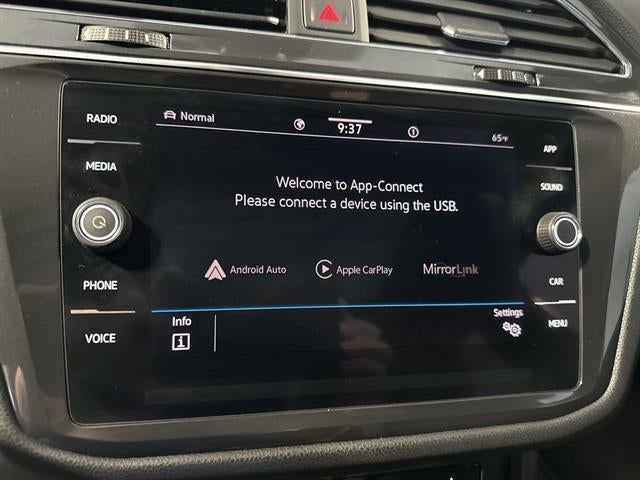 RADIO
MEDIA
PHONE
VOICE
Normal
9:37
1
65°F
Welcome to App-Connect
Please connect a device using the USB.
Android Auto
Apple CarPlay
MirrorLink
Info
i
Settings
APP
SOUND
CAR
MENU